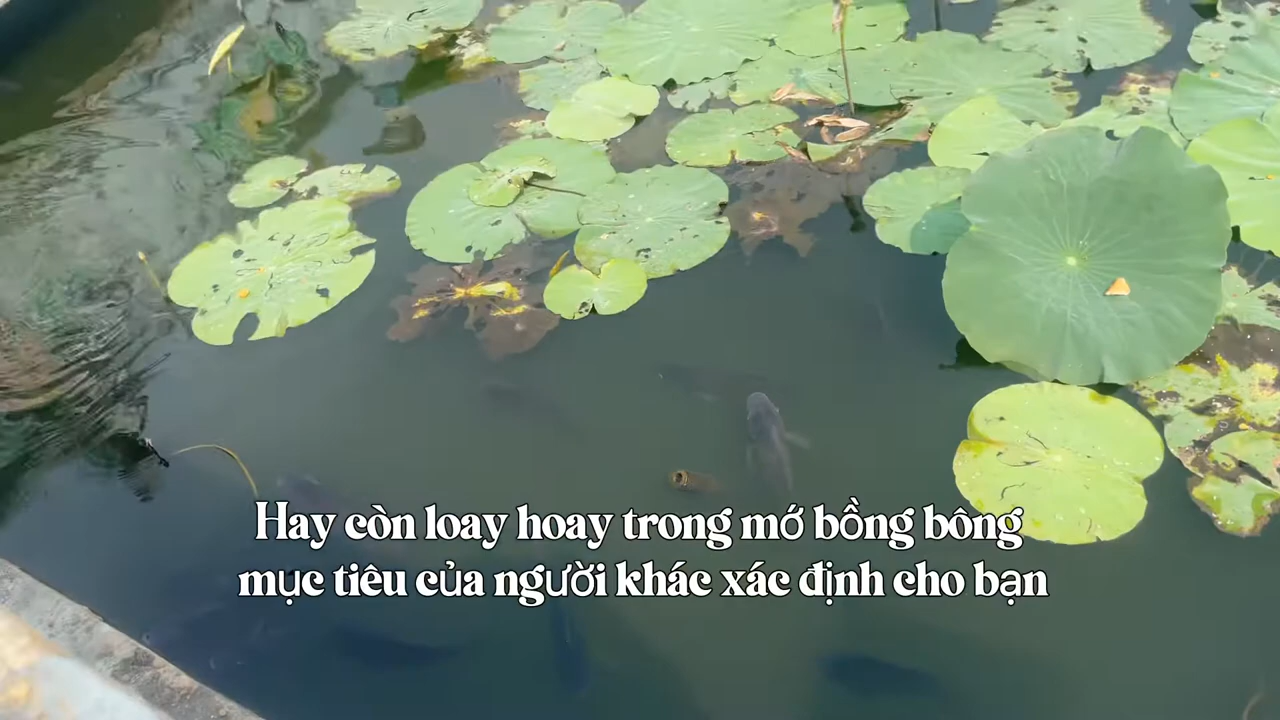 Hay còn loay hoay trong mớ bồng bông
mục tiêu của người khác xác định cho bạn